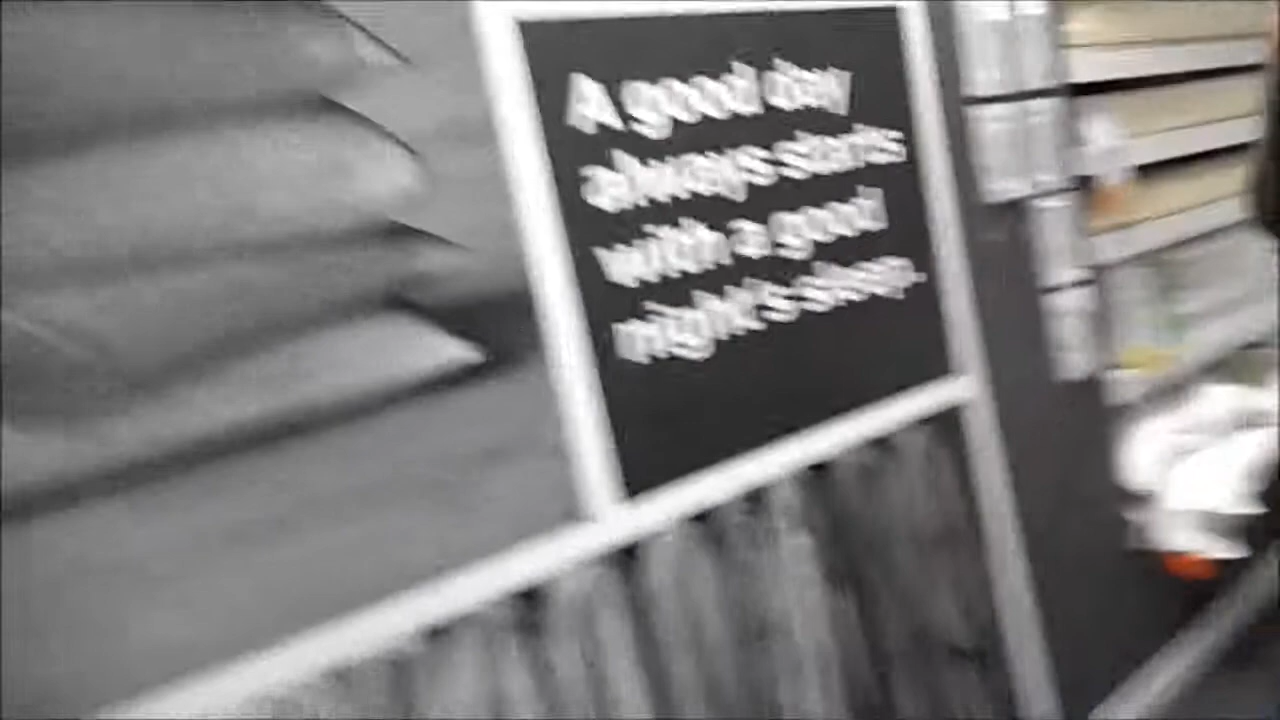 A good day
always starts
with a good
night's sleep.